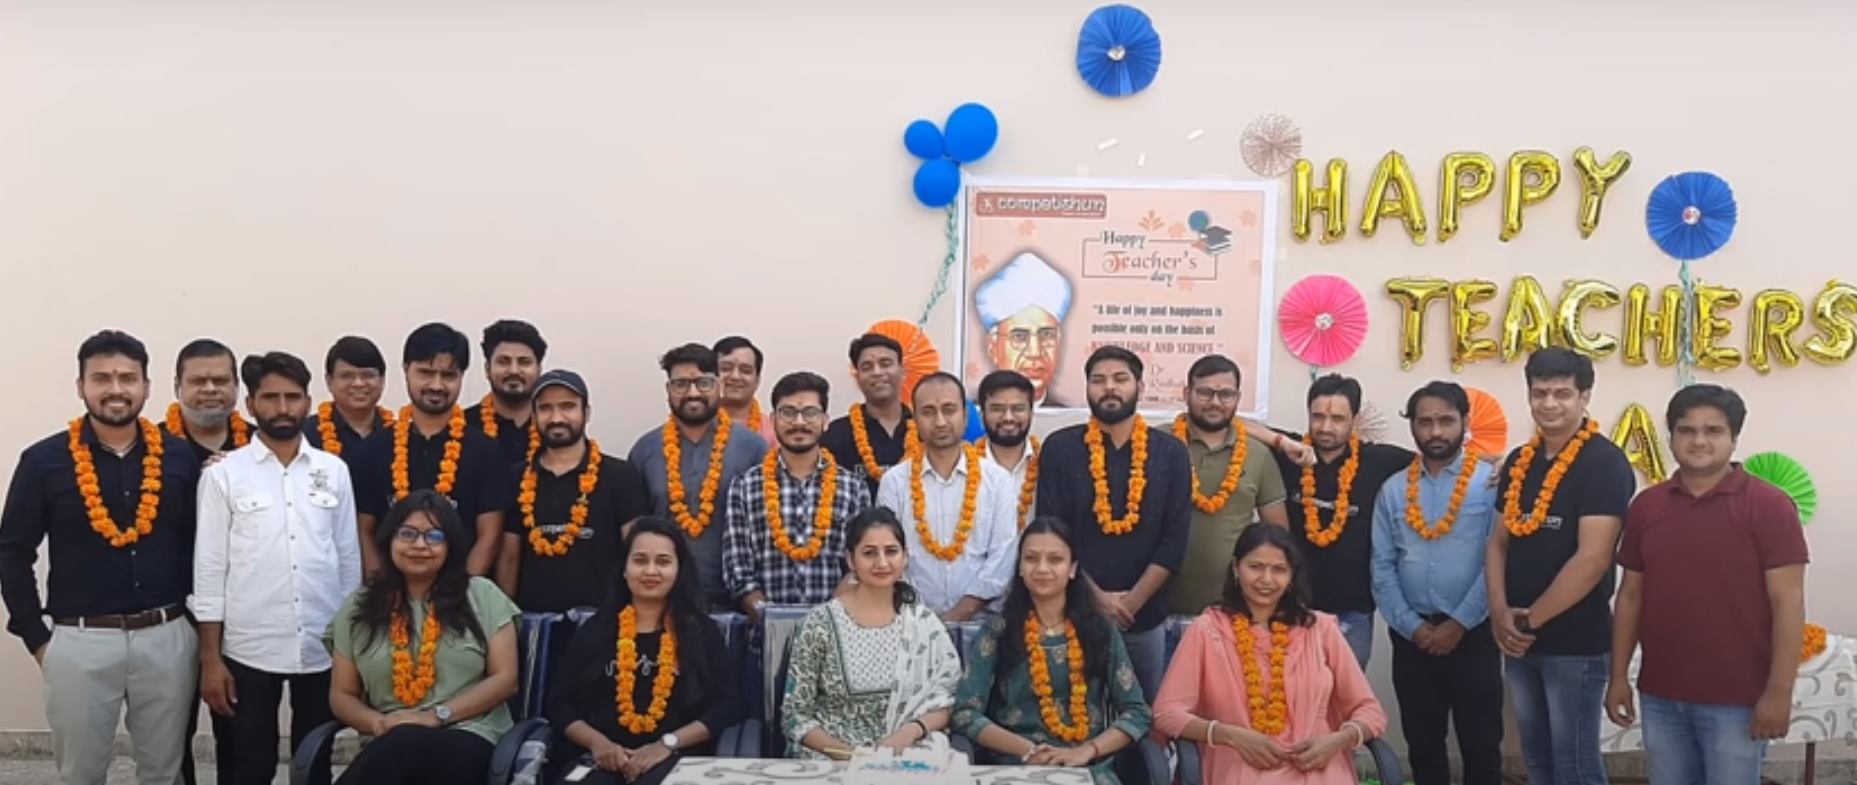 competishun
Happy
Teacher's
day
"A life of joy and happiness is
possible only on the basis of
KNOWLEDGE AND SCIENCE."
Dr.
HAPPY
TEACHERS
A